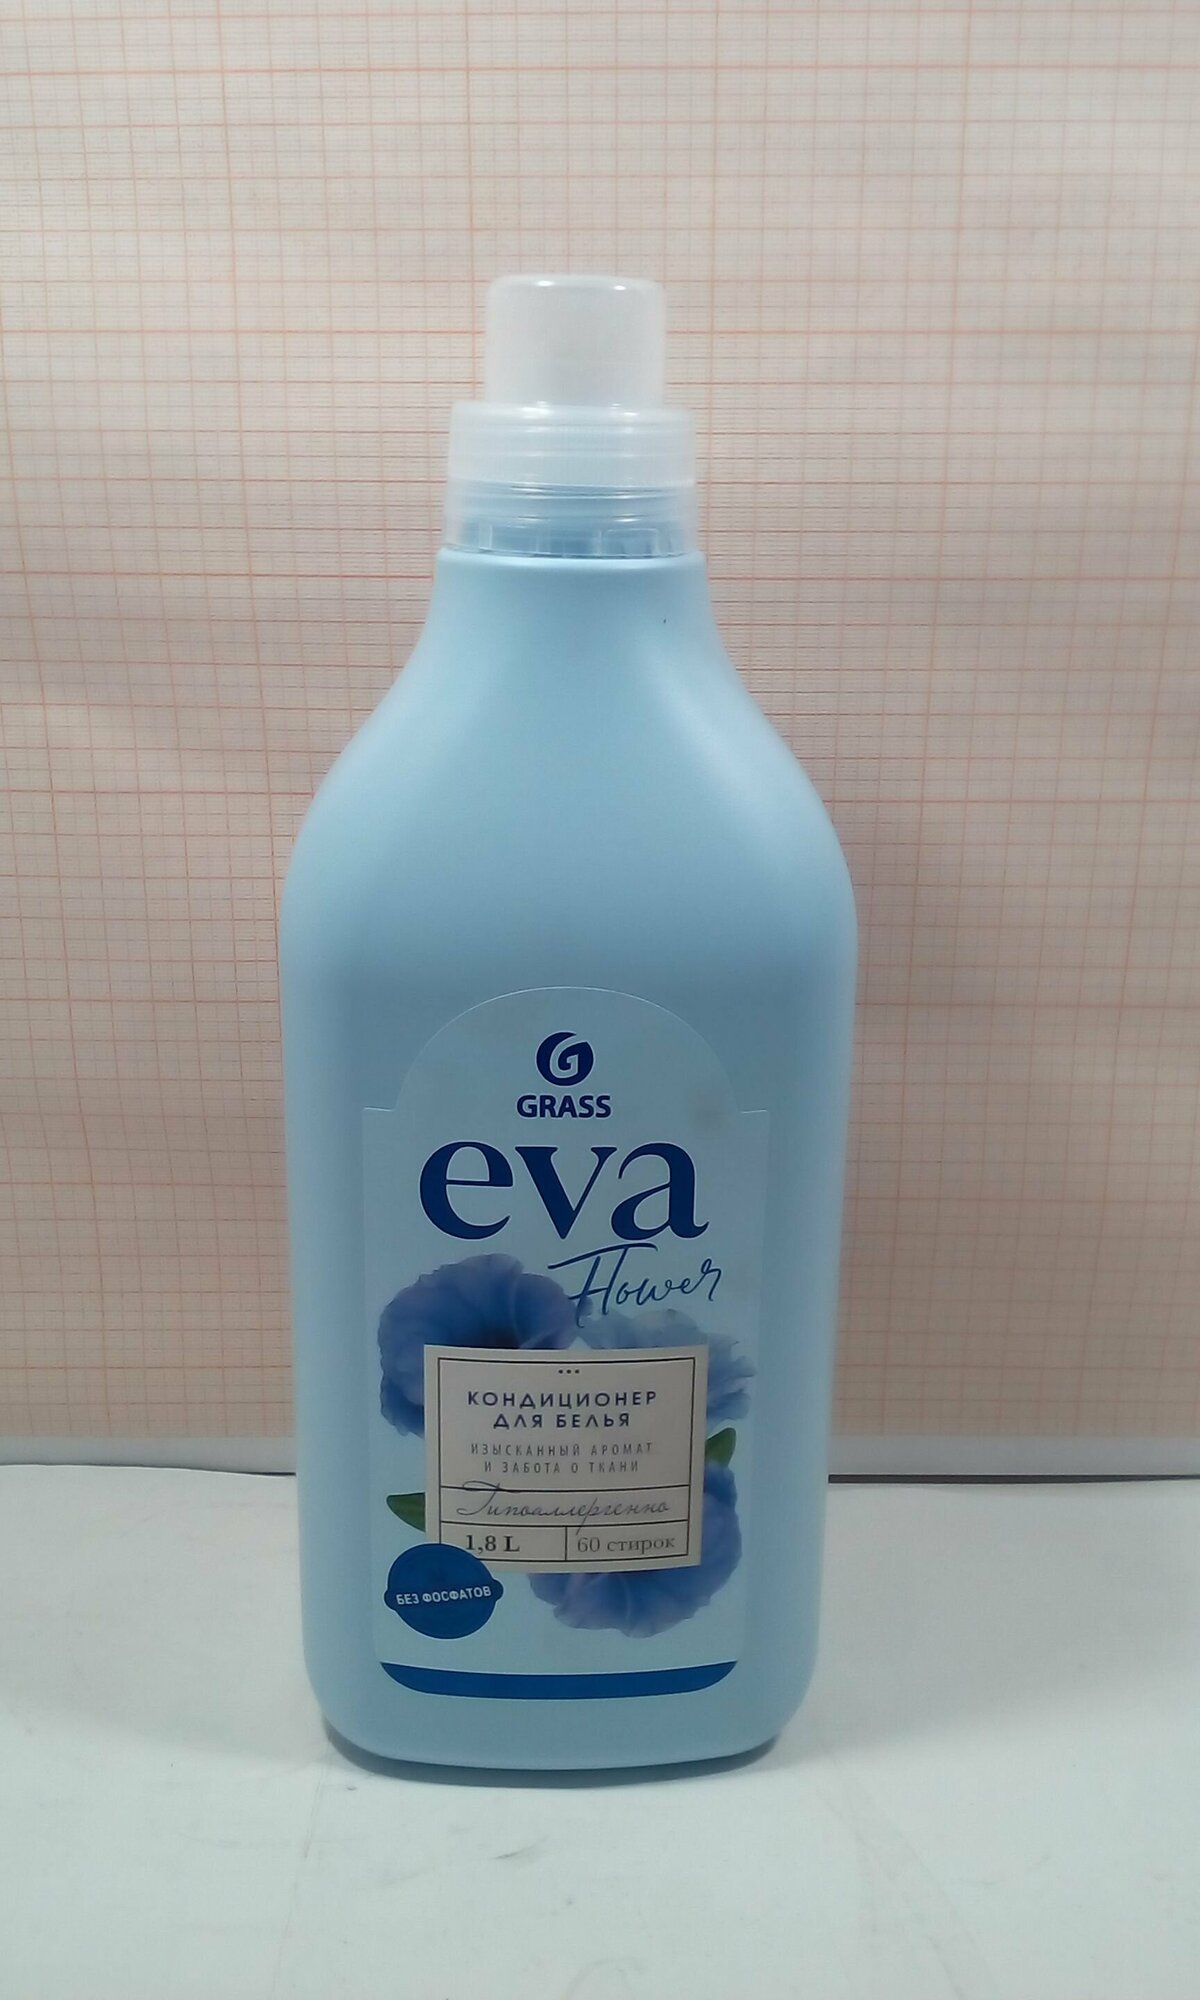 GRASS
eva
Flower
КОНДИЦИОНЕР
ДЛЯ БЕЛЬЯ
ИЗЫСКАННЫЙ АРОМАТ
И ЗАБОТА О ТКАНИ
Гипоаллергенно
1,8 L 60 стирок
БЕЗ ФОСФАТОВ